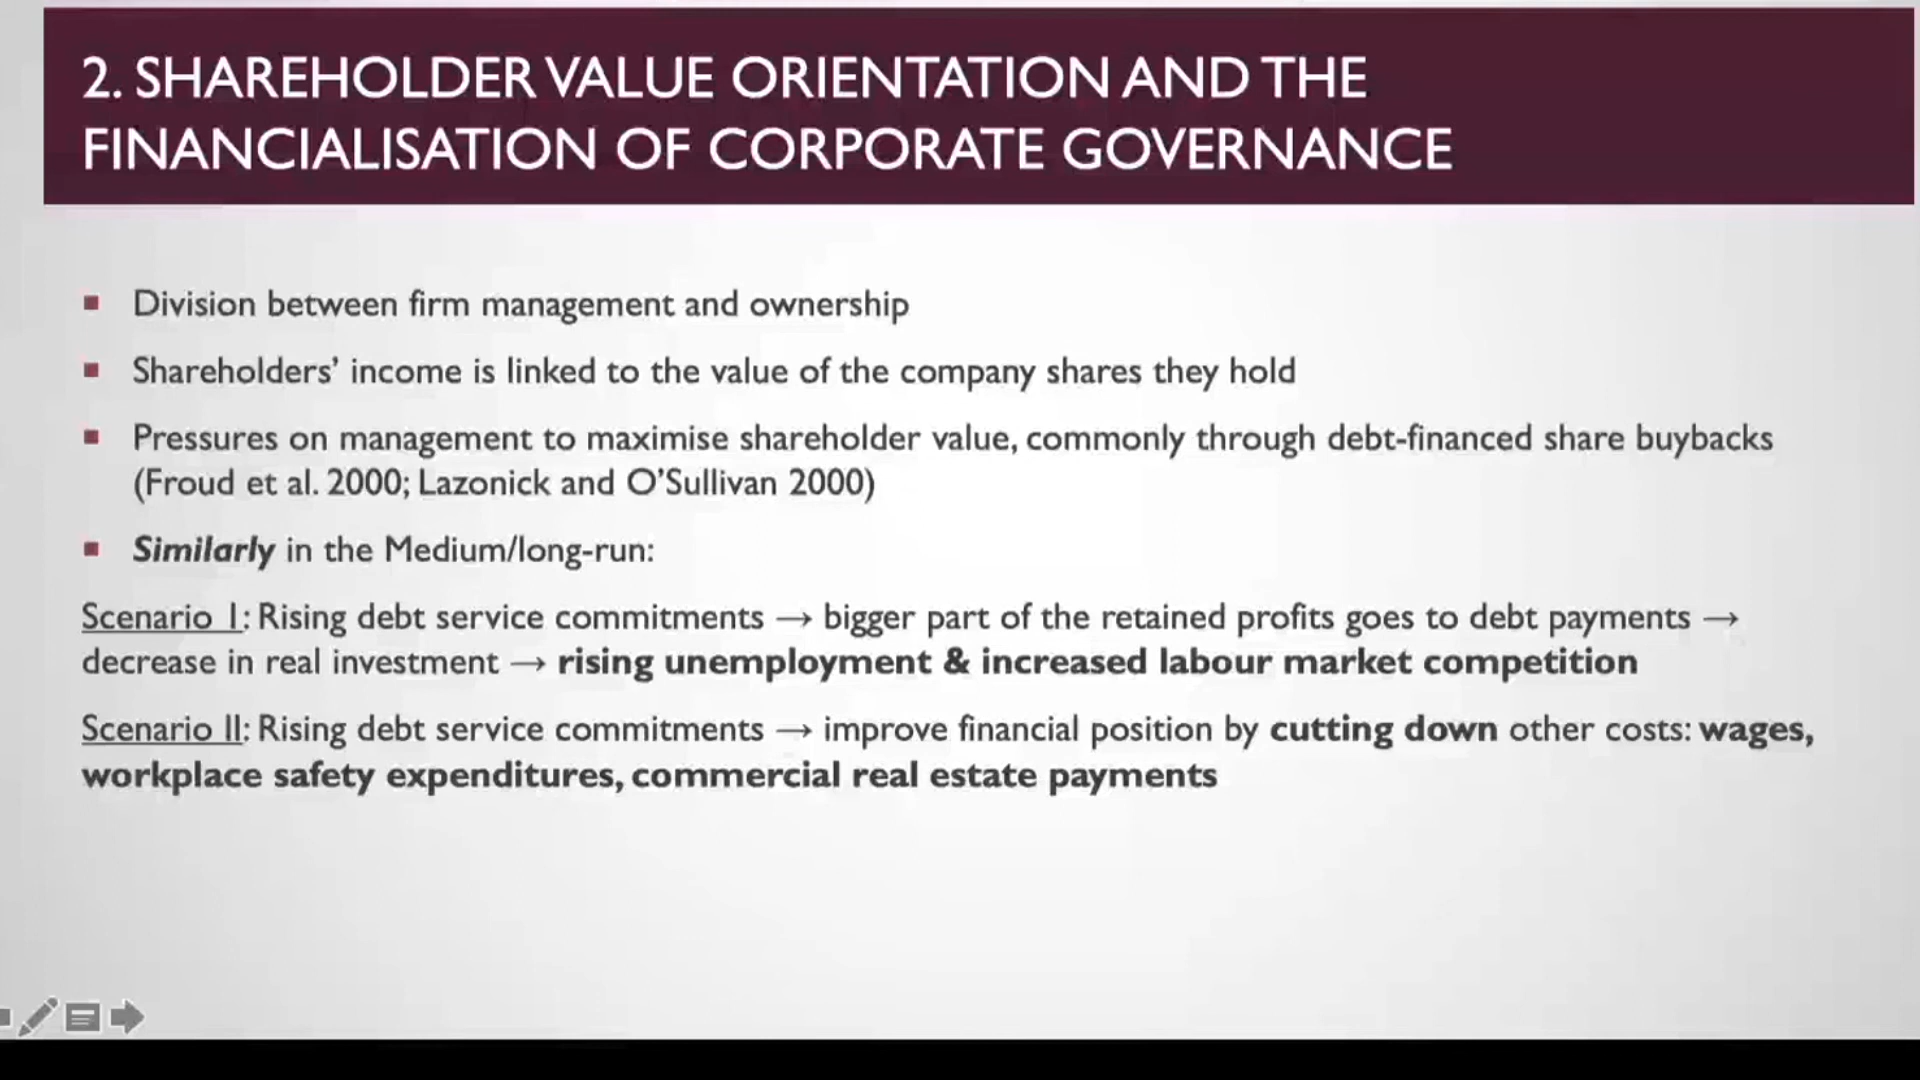 2. SHAREHOLDER VALUE ORIENTATION AND THE
FINANCIALISATION OF CORPORATE GOVERNANCE
Division between firm management and ownership
Shareholders’ income is linked to the value of the company shares they hold
Pressures on management to maximise shareholder value, commonly through debt-financed share buybacks
(Froud et al. 2000; Lazonick and O’Sullivan 2000)
Similarly in the Medium/long-run:
Scenario I: Rising debt service commitments → bigger part of the retained profits goes to debt payments →
decrease in real investment → rising unemployment & increased labour market competition
Scenario II: Rising debt service commitments → improve financial position by cutting down other costs: wages,
workplace safety expenditures, commercial real estate payments